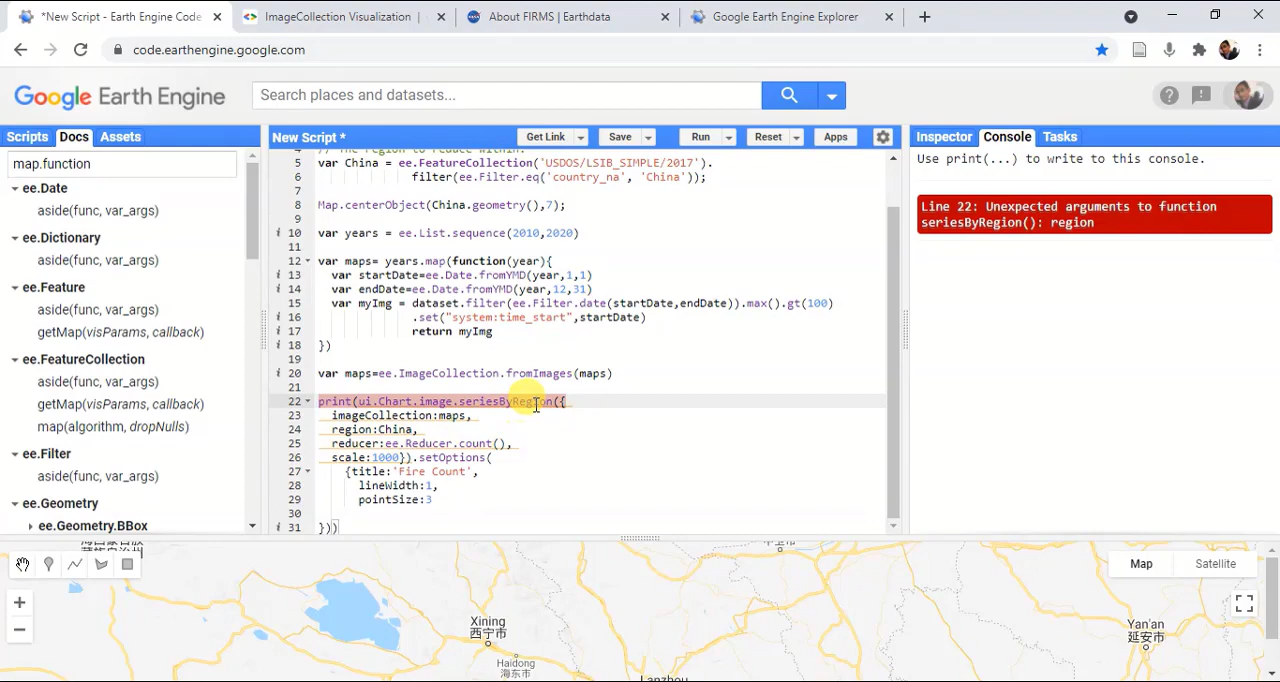 *New Script - Earth Engine Code
ImageCollection Visualization
About FIRMS | Earthdata
Google Earth Engine Explorer
code.earthengine.google.com
Google Earth Engine
Search places and datasets...
Scripts Docs Assets
New Script *
Get Link Save Run Reset Apps
Inspector Console Tasks
map.function
ee.Date
aside(func, var_args)
ee.Dictionary
aside(func, var_args)
ee.Feature
aside(func, var_args)
getMap(visParams, callback)
ee.FeatureCollection
aside(func, var_args)
getMap(visParams, callback)
map(algorithm, dropNulls)
ee.Filter
aside(func, var_args)
ee.Geometry
ee.Geometry.BBox
4 // The region to reduce within.
5 var China = ee.FeatureCollection('USDOS/LSIB_SIMPLE/2017').
6 filter(ee.Filter.eq('country_na', 'China'));
7
8 Map.centerObject(China.geometry(),7);
9
i 10 var years = ee.List.sequence(2010,2020)
11
i 12 var maps= years.map(function(year){
i 13 var startDate=ee.Date.fromYMD(year,1,1)
i 14 var endDate=ee.Date.fromYMD(year,12,31)
i 15 var myImg = dataset.filter(ee.Filter.date(startDate,endDate)).max().gt(100)
i 16 .set("system:time_start",startDate)
i 17 return myImg
i 18 })
19
i 20 var maps=ee.ImageCollection.fromImages(maps)
21
22 print(ui.Chart.image.seriesByRegion({
23 imageCollection:maps,
24 region:China,
25 reducer:ee.Reducer.count(),
26 scale:1000}).setOptions(
27 {title:'Fire Count',
28 lineWidth:1,
29 pointSize:3
30
i 31 }))
Use print(...) to write to this console.
Line 22: Unexpected arguments to function
seriesByRegion(): region
Map Satellite
Xining
西宁市
Haidong
海东市
Lanzhou
Yan'an
延安市